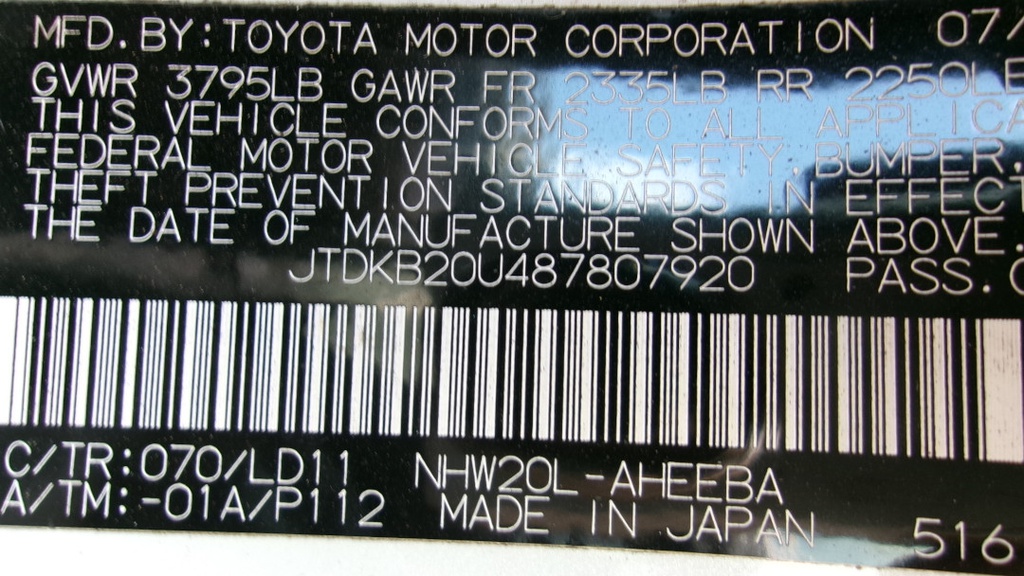 MFD. BY: TOYOTA MOTOR CORPORATION 07/
GVWR 3795LB GAWR FR 2335LB RR 2250LB
THIS VEHICLE CONFORMS TO ALL APPLICA
FEDERAL MOTOR VEHICLE SAFETY, BUMPER,
THEFT PREVENTION STANDARDS IN EFFECT
THE DATE OF MANUFACTURE SHOWN ABOVE.
JTDKB20U487807920 PASS. C
C/TR: 070/LD11 NHW20L-AHEEBA
A/TM: -01A/P112 MADE IN JAPAN 516